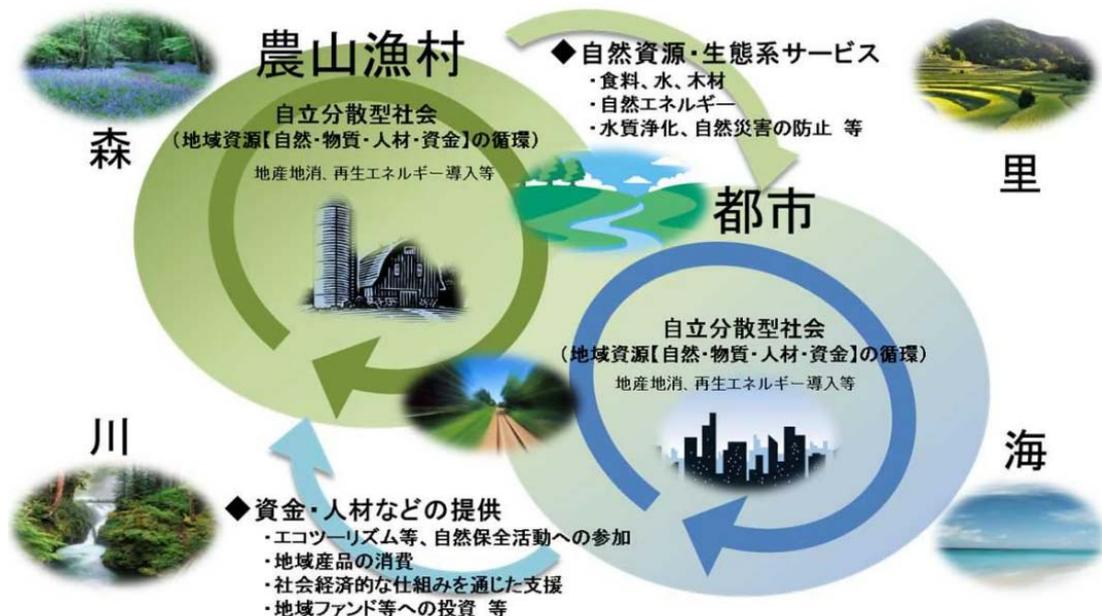 農山漁村
森
自立分散型社会
(地域資源【自然・物質・人材・資金】の循環)
地産地消、再生エネルギー導入等
◆自然資源・生態系サービス
・食料、水、木材
・自然エネルギー
・水質浄化、自然災害の防止 等
里
都市
自立分散型社会
(地域資源【自然・物質・人材・資金】の循環)
地産地消、再生エネルギー導入等
川
海
◆資金・人材などの提供
・エコツーリズム等、自然保全活動への参加
・地域産品の消費
・社会経済的な仕組みを通じた支援
・地域ファンド等への投資 等